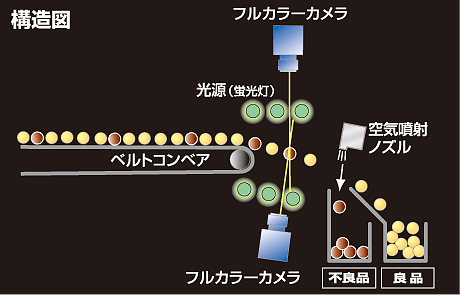 構造図
フルカラーカメラ
光源(蛍光灯)
空気噴射
ノズル
ベルトコンベア
フルカラーカメラ
不良品
良品